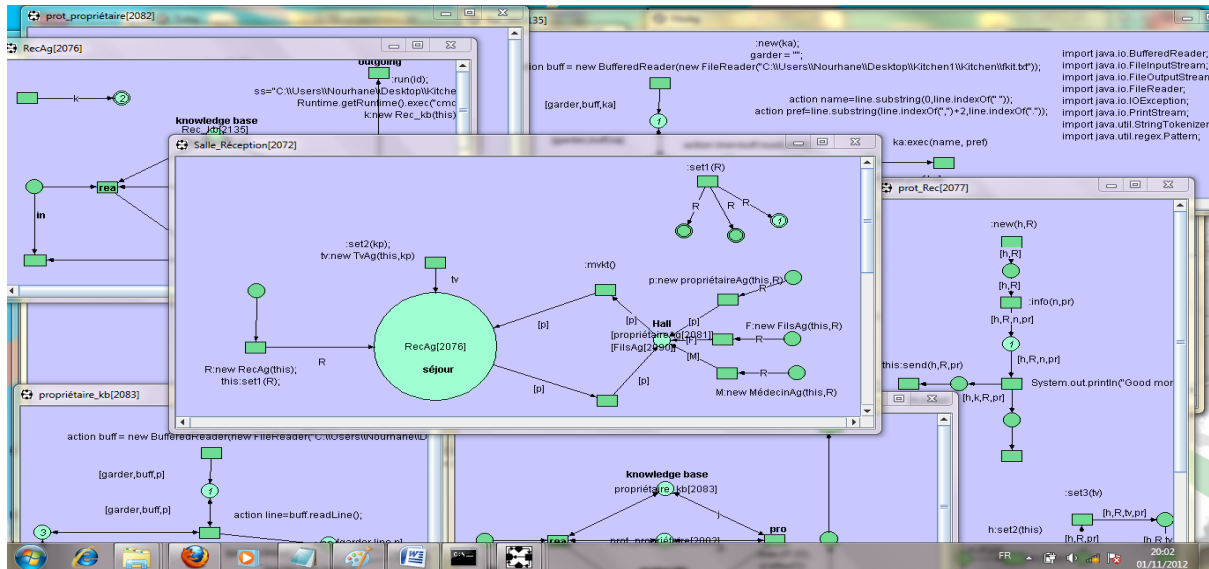 prot_propriétaire[2082]
RecAg[2076]
outgoing
:run(id);
ss="C:\\Users\\Nourhane\\Desktop\\Kitche
Runtime.getRuntime().exec("cmd
k:new Rec_kb(this)
k
2
knowledge base
Rec_kb[2135]
rea
in
135]
:new(ka);
garder = "";
ion buff = new BufferedReader(new FileReader("C:\\Users\\Nourhane\\Desktop\\Kitchen1\\Kitchen\\fkit.txt"));
[garder,buff,ka]
1
action name=line.substring(0,line.indexOf(" "));
action pref=line.substring(line.indexOf(",")+2,line.indexOf("."));
ka:exec(name, pref)
import java.io.BufferedReader;
import java.io.FileInputStream;
import java.io.FileOutputStream
import java.io.FileReader;
import java.io.IOException;
import java.io.PrintStream;
import java.util.StringTokenizer
import java.util.regex.Pattern;
Salle_Réception[2072]
:set1(R)
R
R
R
1
:set2(kp);
tv:new TvAg(this,kp)
tv
:mvkt()
p:new propriétaireAg(this,R)
R
[p]
[p]
[p]
Hall
[propriétaireAg[2081]]
[FilsAg[2090]]
[F]
F:new FilsAg(this,R)
R
[M]
R
M:new MédecinAg(this,R)
RecAg[2076]
séjour
R
R:new RecAg(this);
this:set1(R);
[p]
[p]
prot_Rec[2077]
:new(h,R)
[h,R]
[h,R]
:info(n,pr)
[h,R,n,pr]
1
[h,R,n,pr]
this:send(h,R,pr)
System.out.println("Good mor
[h,k,R,pr]
:set3(tv)
[h,R,tv,pr]
h:set2(this)
[h,R,tv
propriétaire_kb[2083]
action buff = new BufferedReader(new FileReader("C:\\Users\\Nourhane\\D
[garder,buff,p]
1
[garder,buff,p]
action line=buff.readLine();
3
knowledge base
propriétaire_kb[2083]
j
pro
rea
FR
20:02
01/11/2012